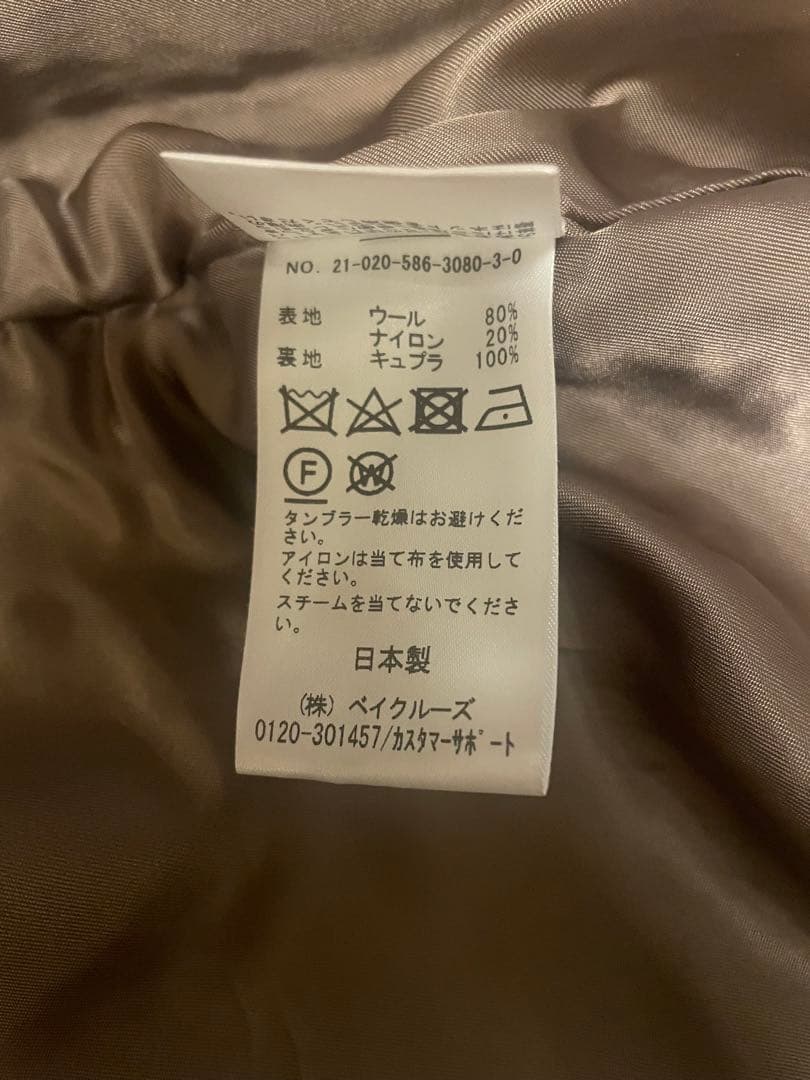 NO. 21-020-586-3080-3-0
表地 ウール 80%
ナイロン 20%
裏地 キュプラ 100%
F
W
タンブラー乾燥はお避けくだ
さい。
アイロンは当て布を使用して
ください。
スチームを当てないでくださ
い。
日本製
(株) ベイクルーズ
0120-301457/ｶｽﾀﾏｰｻﾎﾟｰﾄ